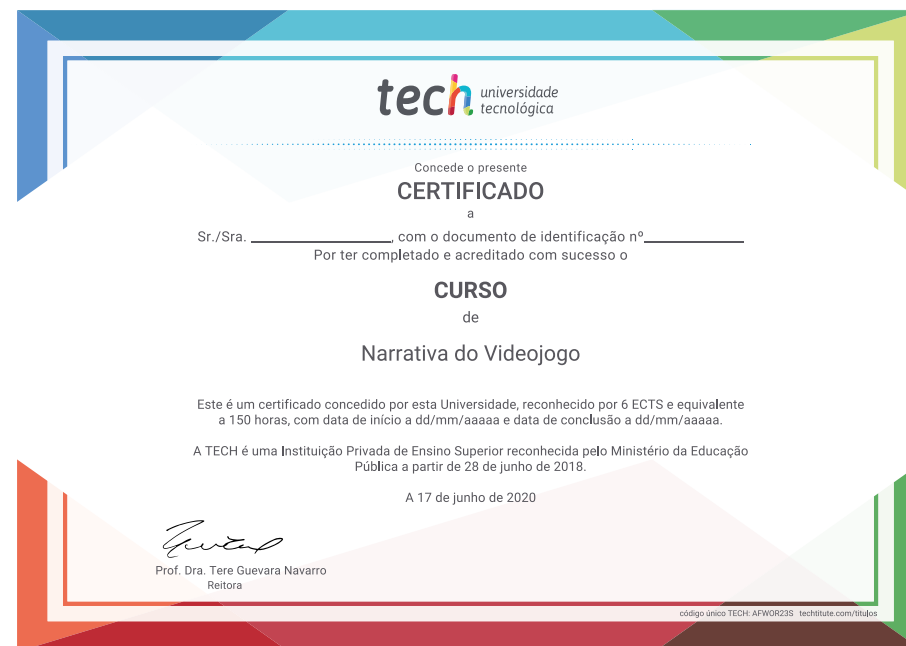 tech universidade
tecnológica
Concede o presente
CERTIFICADO
a
Sr./Sra. ____________________, com o documento de identificação nº______________
Por ter completado e acreditado com sucesso o
CURSO
de
Narrativa do Videojogo
Este é um certificado concedido por esta Universidade, reconhecido por 6 ECTS e equivalente
a 150 horas, com data de início a dd/mm/aaaaa e data de conclusão a dd/mm/aaaaa.
A TECH é uma Instituição Privada de Ensino Superior reconhecida pelo Ministério da Educação
Pública a partir de 28 de junho de 2018.
A 17 de junho de 2020
Prof. Dra. Tere Guevara Navarro
Reitora
código único TECH: AFWOR23S techtitute.com/titulos